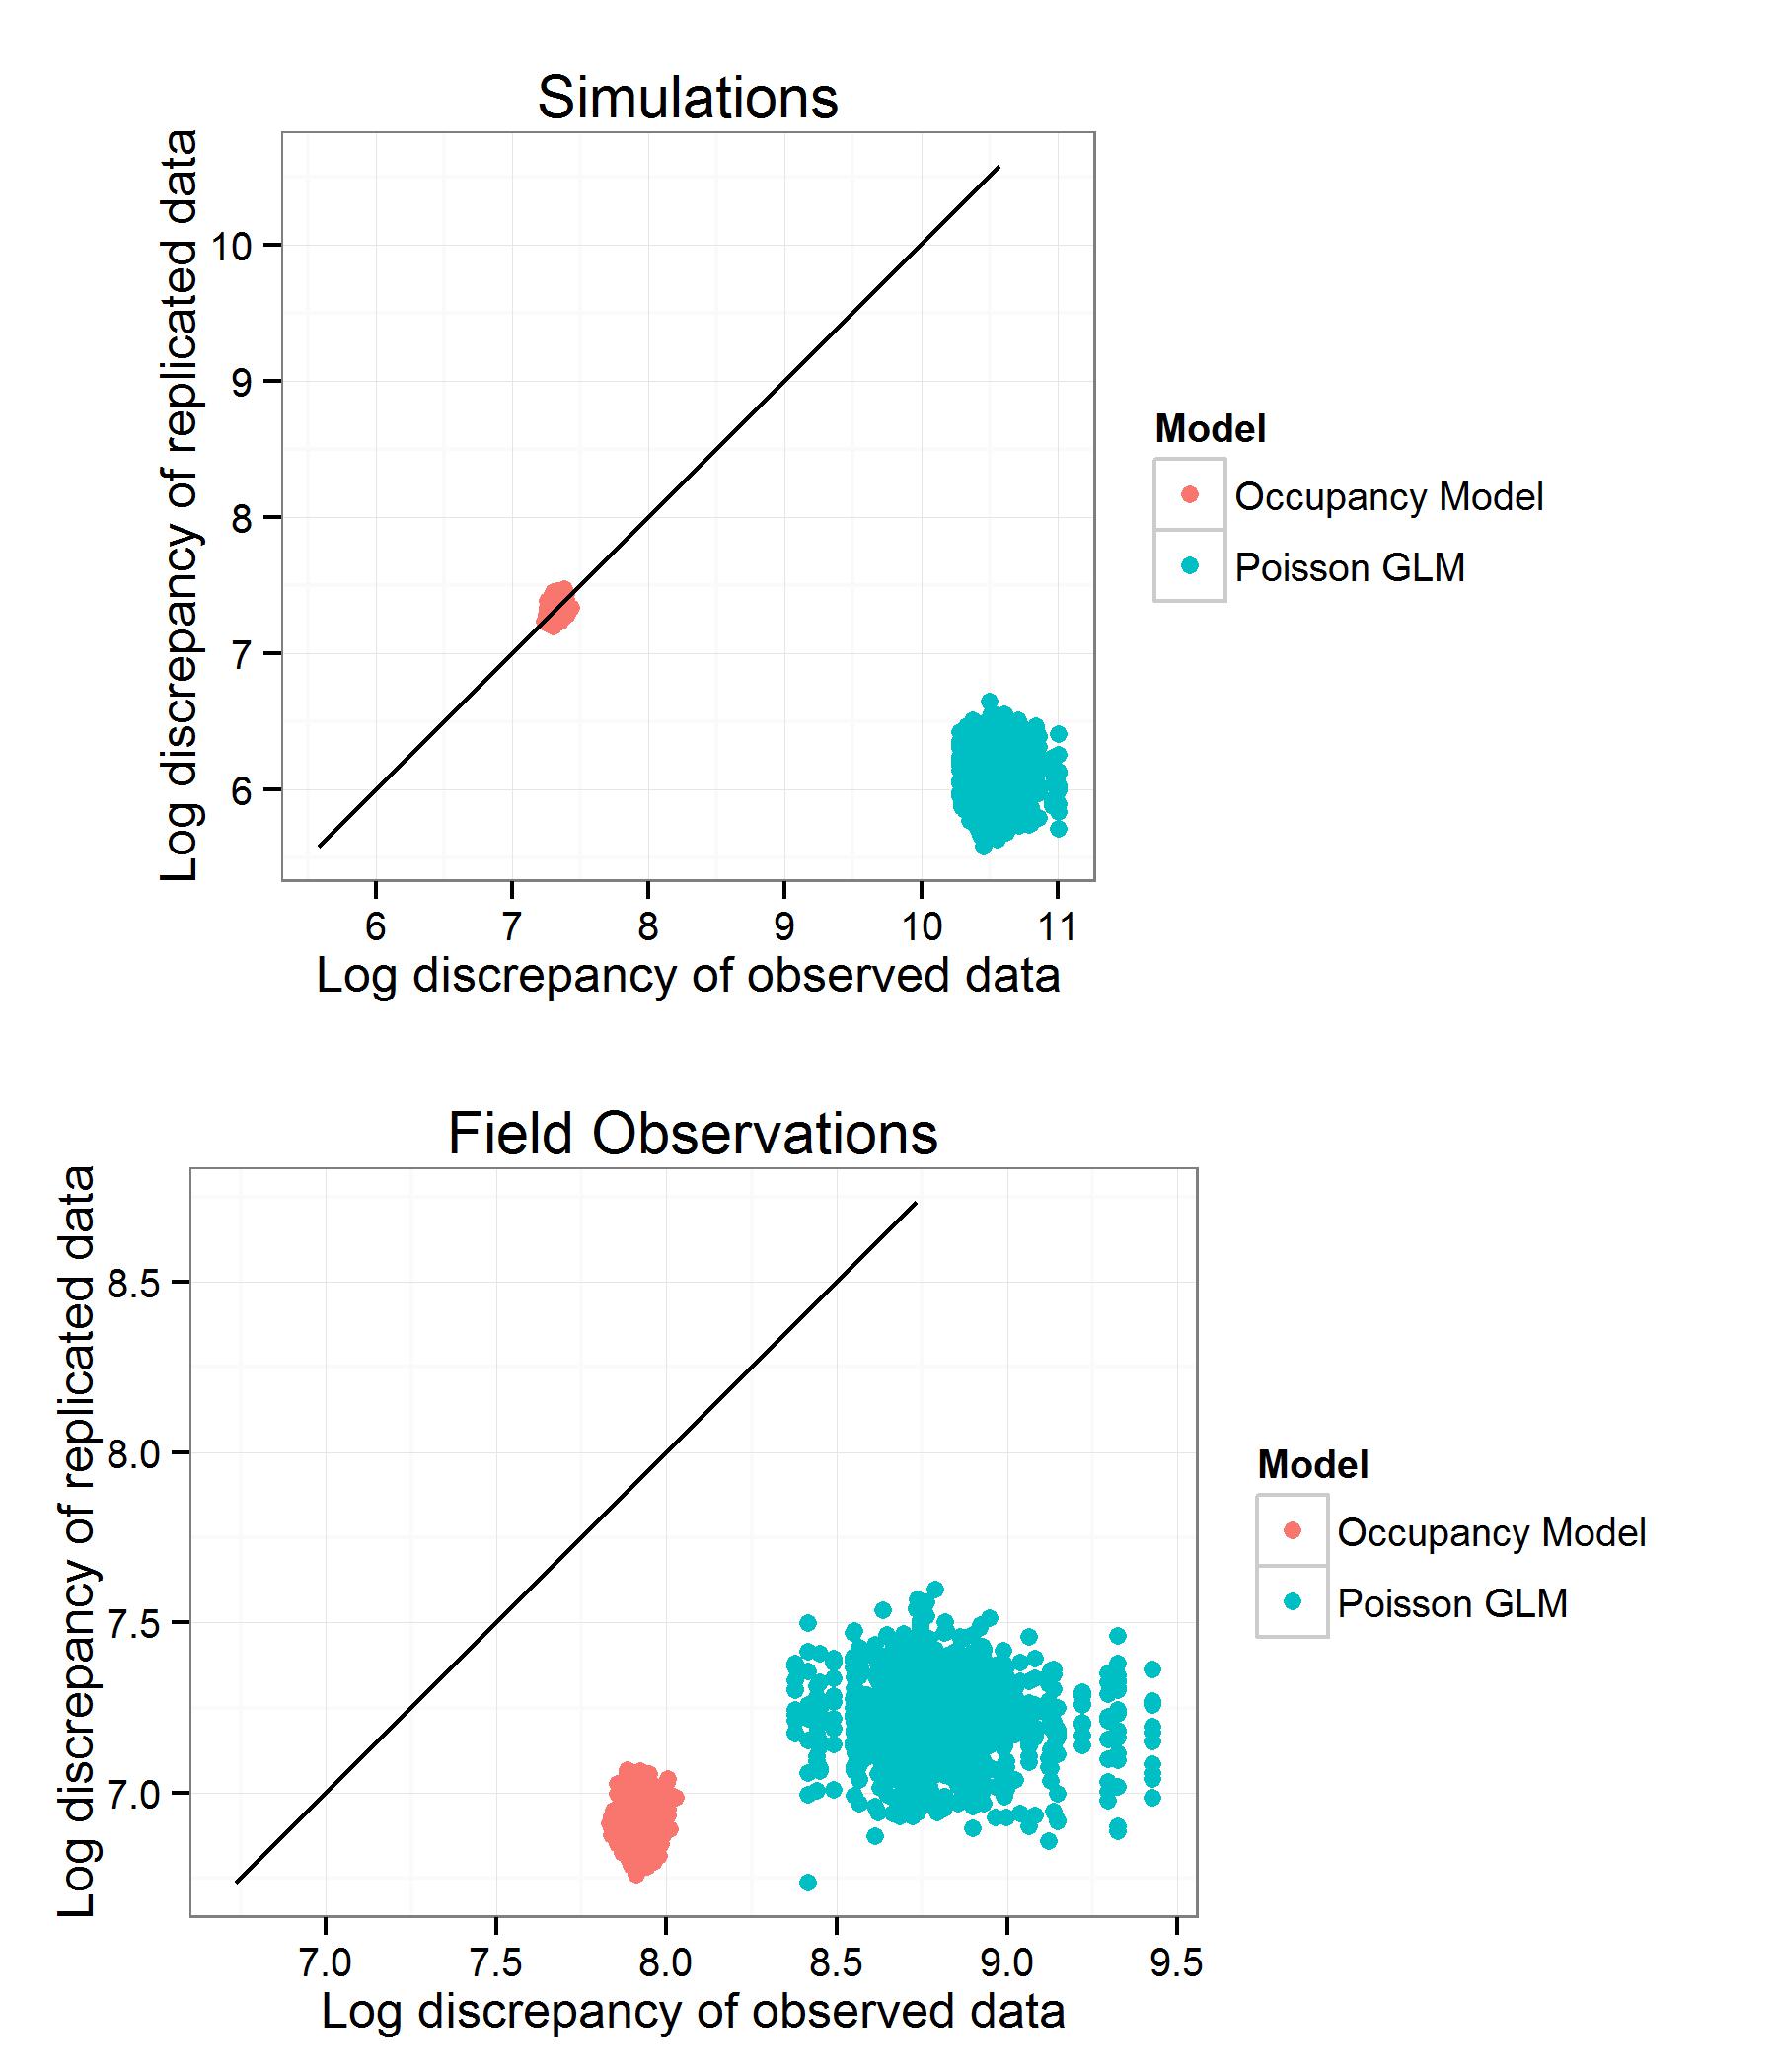 Simulations
Log discrepancy of replicated data
10
9
8
7
6
6 7 8 9 10 11
Log discrepancy of observed data
Model
Occupancy Model
Poisson GLM
Field Observations
Log discrepancy of replicated data
8.5
8.0
7.5
7.0
7.0 7.5 8.0 8.5 9.0 9.5
Log discrepancy of observed data
Model
Occupancy Model
Poisson GLM